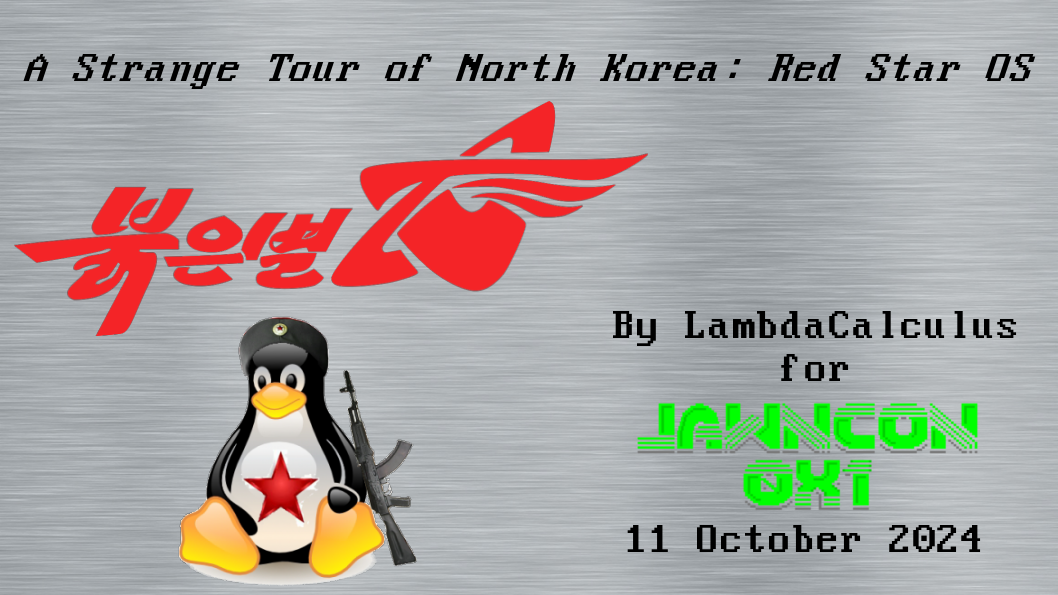 A Strange Tour of North Korea: Red Star OS
붉은별
By LambdaCalculus
for
JAWNCON
0X1
11 October 2024